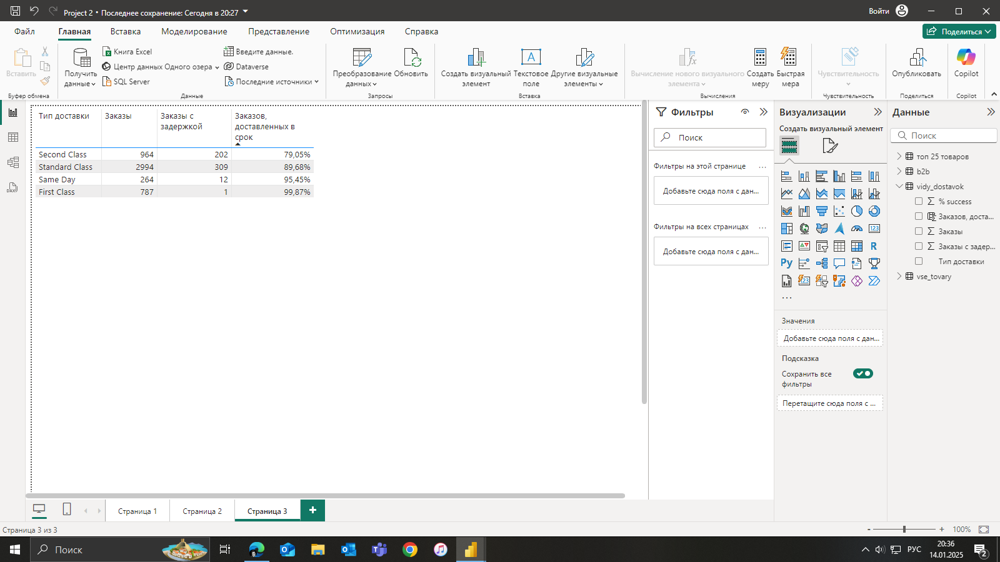 Project 2 • Последнее сохранение: Сегодня в 20:27
Войти
Файл
Главная
Вставка
Моделирование
Представление
Оптимизация
Справка
Поделиться
Вставить
Буфер обмена
Получить данные
Книга Excel
Центр данных Одного озера
SQL Server
Введите данные.
Dataverse
Последние источники
Данные
Преобразование данных
Обновить
Запросы
Создать визуальный элемент
Текстовое поле
A
Другие визуальные элементы
Вставка
Вычисление нового визуального элемента
Создать меру
Быстрая мера
Вычисления
Чувствительность
Чувствительность
Опубликовать
Поделиться
Copilot
Copilot
Тип доставки Заказы Заказы с задержкой Заказов, доставленных в срок
Second Class 964 202 79,05%
Standard Class 2994 309 89,68%
Same Day 264 12 95,45%
First Class 787 1 99,87%
Фильтры
Поиск
Фильтры на этой странице ...
Добавьте сюда поля с дан...
Фильтры на всех страницах ...
Добавьте сюда поля с дан...
Визуализации
Создать визуальный элемент
123
R
Py
123
...
Значения
Добавьте сюда поля с дан...
Подсказка
Сохранить все фильтры
Перетащите сюда поля с ...
Данные
Поиск
топ 25 товаров
b2b
vidy_dostavok
∑ % success
Заказов, доста...
∑ Заказы
∑ Заказы с задер...
Тип доставки
vse_tovary
DAX
Страница 1
Страница 2
Страница 3
+
Страница 3 из 3
- + 100%
Поиск
РУС
20:36
14.01.2025
2